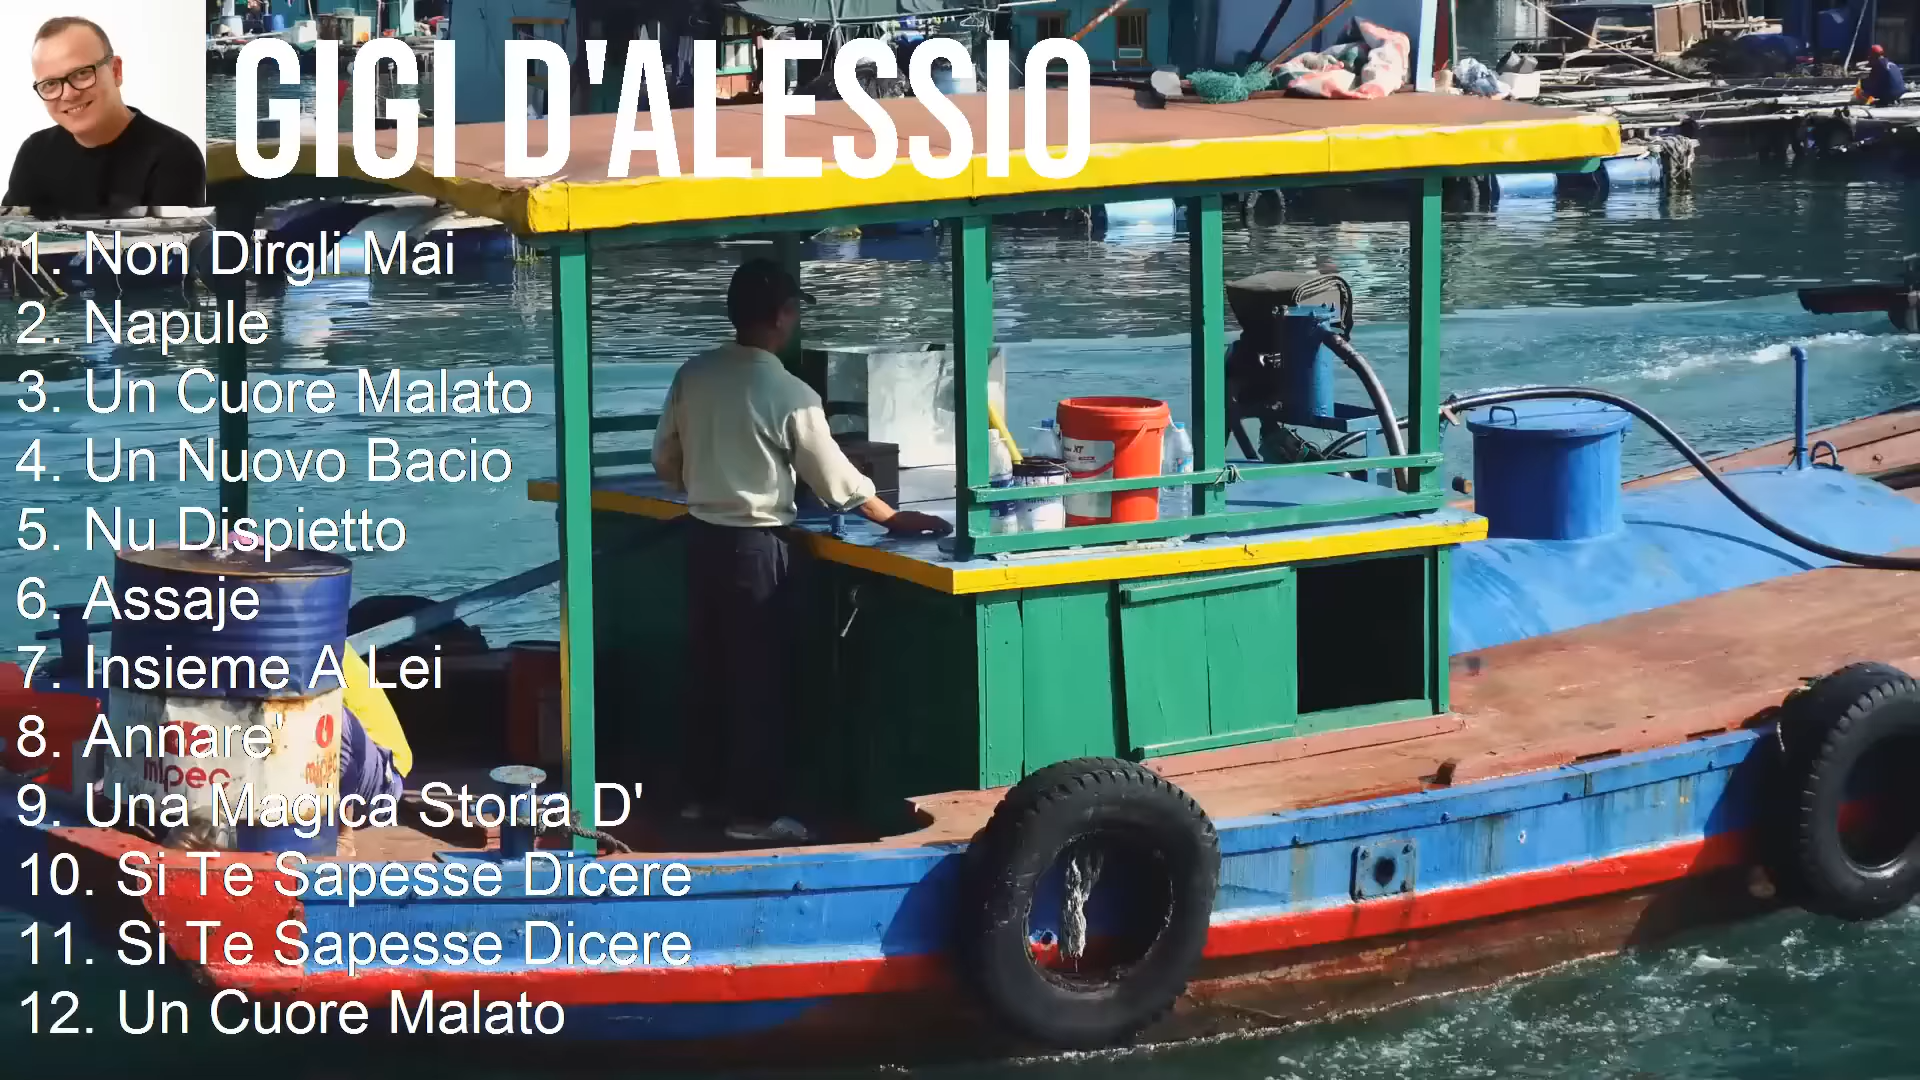 GIGI D'ALESSIO
1. Non Dirgli Mai
2. Napule
3. Un Cuore Malato
4. Un Nuovo Bacio
5. Nu Dispietto
6. Assaje
7. Insieme A Lei
8. Annare'
9. Una Magica Storia D'
10. Si Te Sapesse Dicere
11. Si Te Sapesse Dicere
12. Un Cuore Malato
mipec